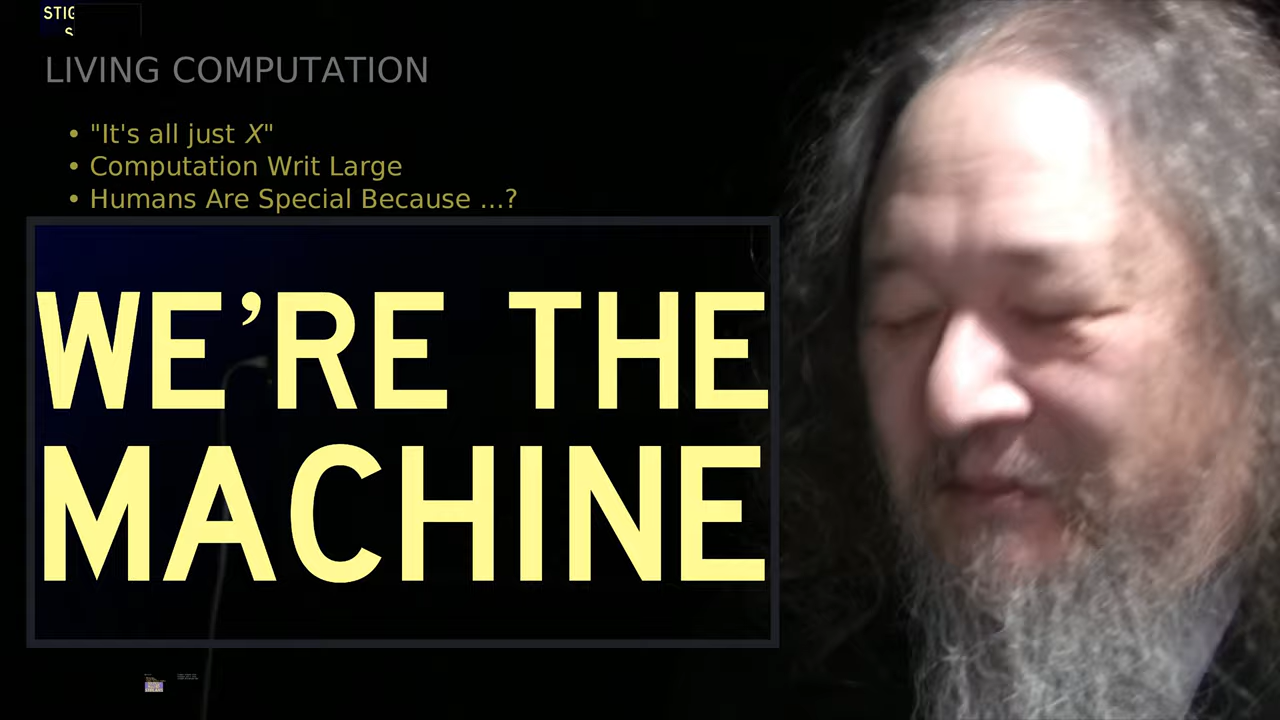 LIVING COMPUTATION
• "It's all just X"
• Computation Writ Large
• Humans Are Special Because ...?
WE’RE THE
MACHINE